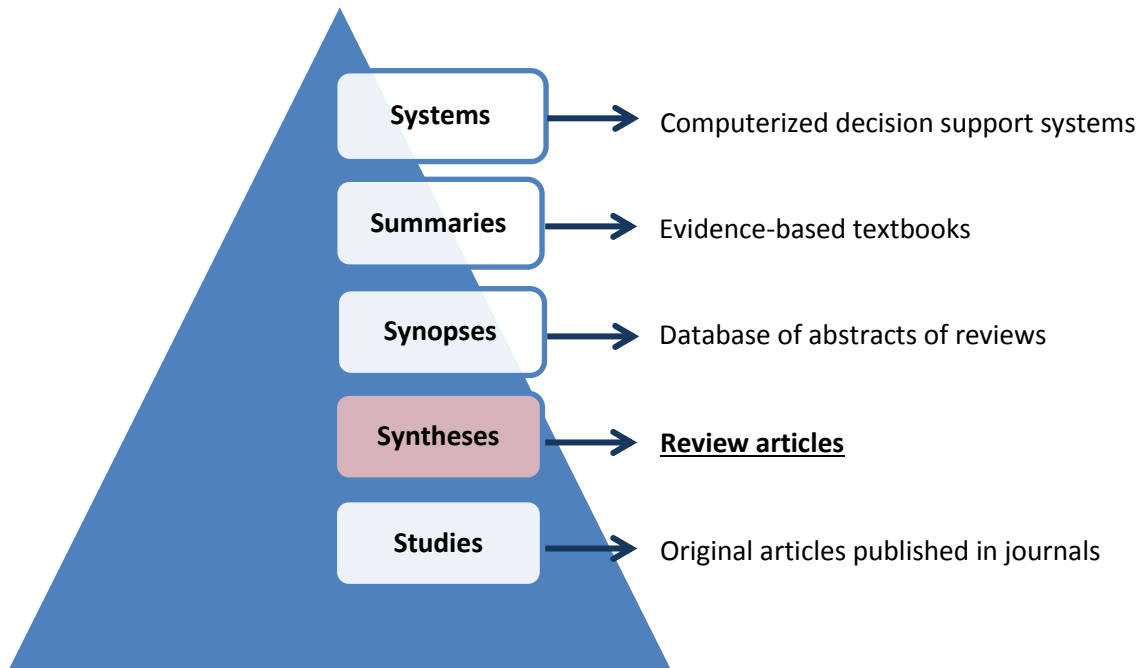 Systems
Computerized decision support systems
Summaries
Evidence-based textbooks
Synopses
Database of abstracts of reviews
Syntheses
Review articles
Studies
Original articles published in journals